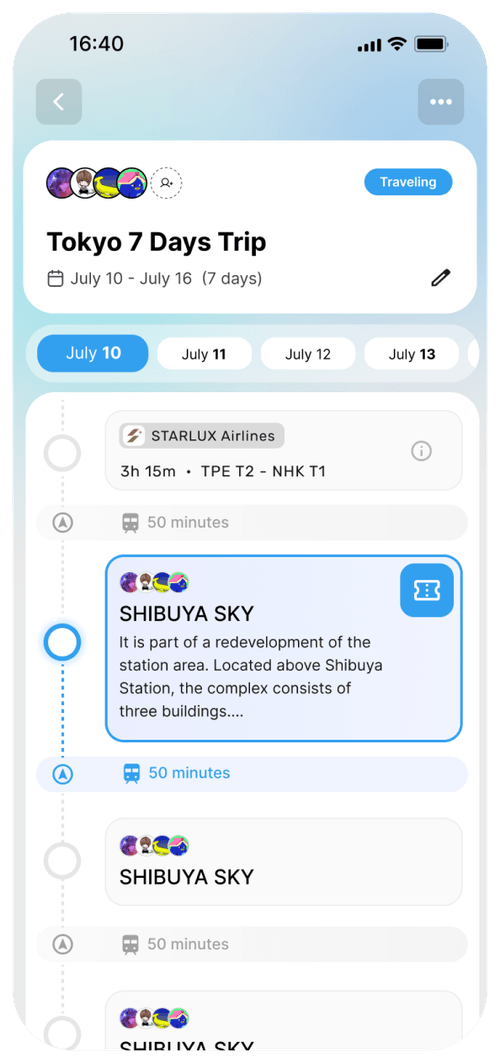 16:40
Traveling
Tokyo 7 Days Trip
July 10 - July 16 (7 days)
July 10
July 11
July 12
July 13
STARLUX Airlines
3h 15m • TPE T2 - NHK T1
50 minutes
SHIBUYA SKY
It is part of a redevelopment of the
station area. Located above Shibuya
Station, the complex consists of
three buildings....
50 minutes
SHIBUYA SKY
50 minutes
SHIBUYA SKY